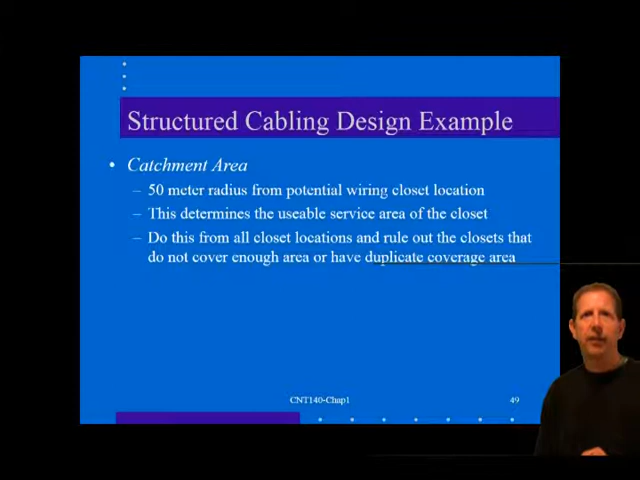 Structured Cabling Design Example
• Catchment Area
– 50 meter radius from potential wiring closet location
– This determines the useable service area of the closet
– Do this from all closet locations and rule out the closets that
do not cover enough area or have duplicate coverage area
CNT140-Chap1 49